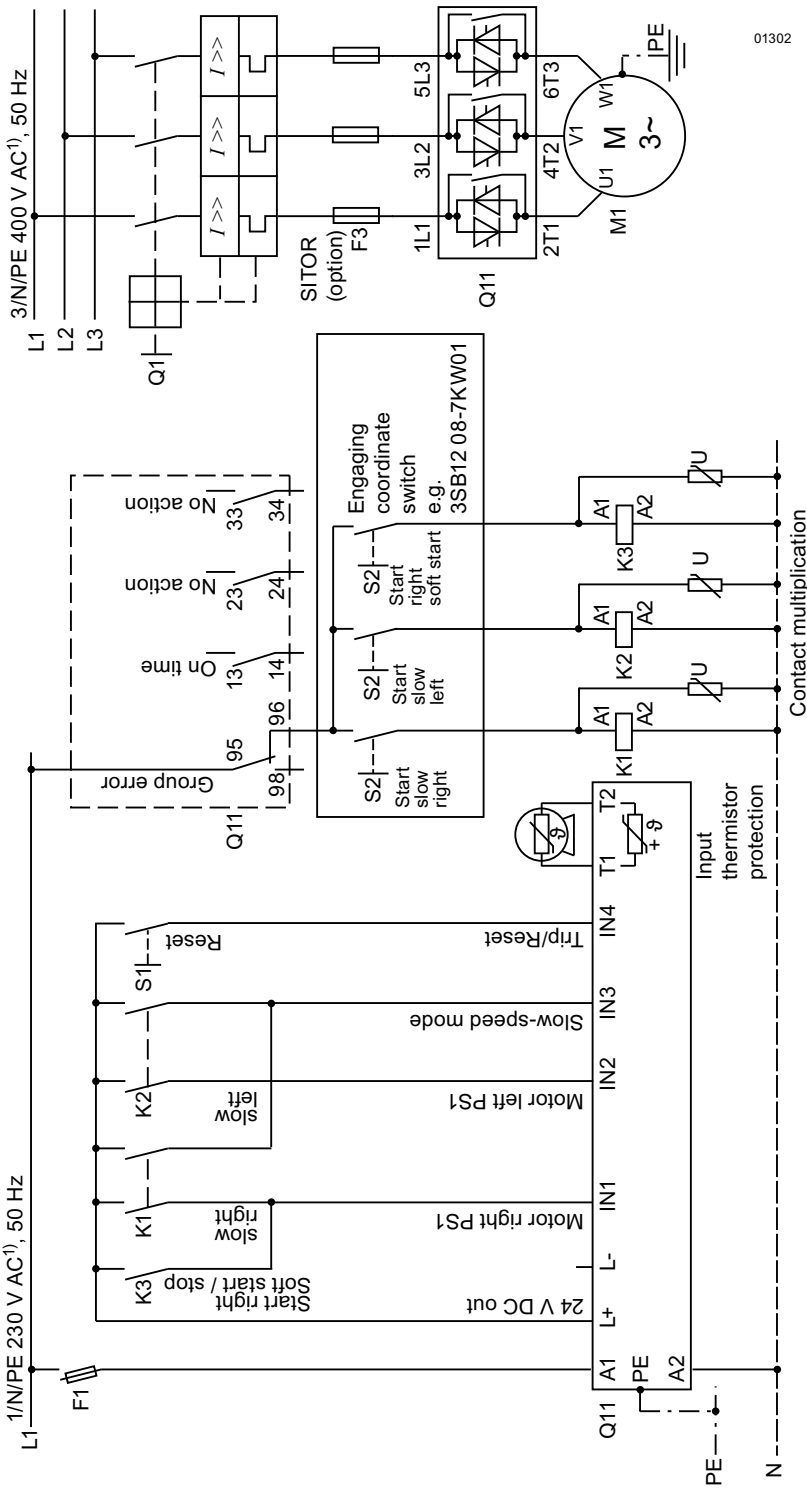 1/N/PE 230 V AC1), 50 Hz
L1
F1
K3
Start right
Soft start / stop
K1
slow
right
K2
slow
left
S1
Reset
24 V DC out
Motor right PS1
Motor left PS1
Slow-speed mode
Trip/Reset
Q11
A1
L+
L-
IN1
IN2
IN3
IN4
T1
T2
PE
A2
ϑ
+ ϑ
Input
thermistor
protection
PE
N
Q11
Group error
95
98
96
On time
13
14
No action
23
24
No action
33
34
S2
Start
slow
right
S2
Start
slow
left
S2
Start
right
soft start
Engaging
coordinate
switch
e.g.
3SB12 08-7KW01
K1
A1
A2
U
K2
A1
A2
U
K3
A1
A2
U
Contact multiplication
3/N/PE 400 V AC1), 50 Hz
L1
L2
L3
Q1
I >>
I >>
I >>
SITOR
(option)
F3
1L1
3L2
5L3
Q11
2T1
4T2
6T3
M1
U1
V1
W1
M
3~
PE
01302